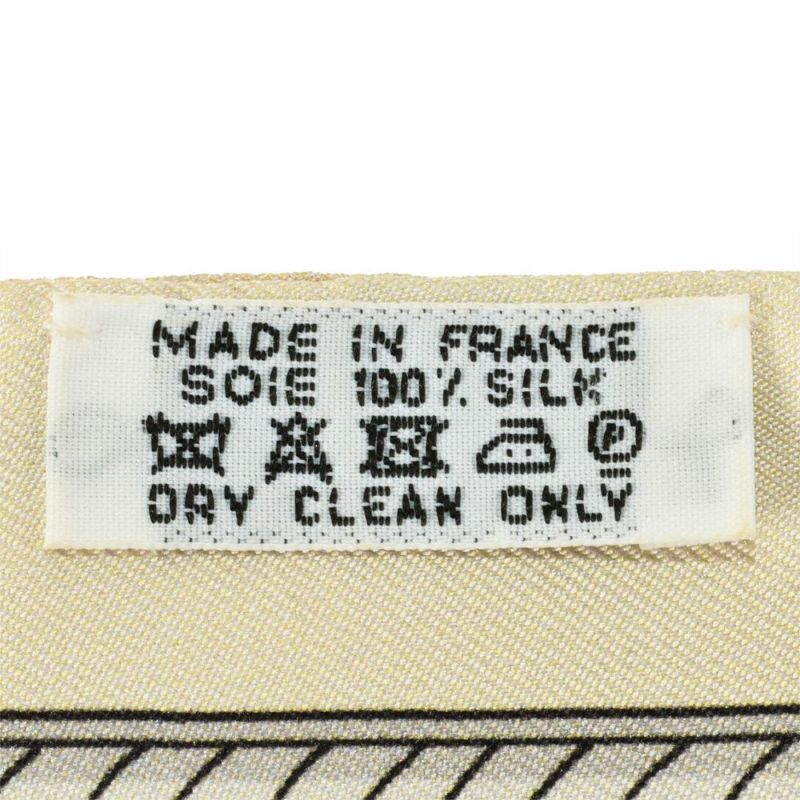 MADE IN FRANCE
SOIE 100% SILK
P
DRY CLEAN ONLY